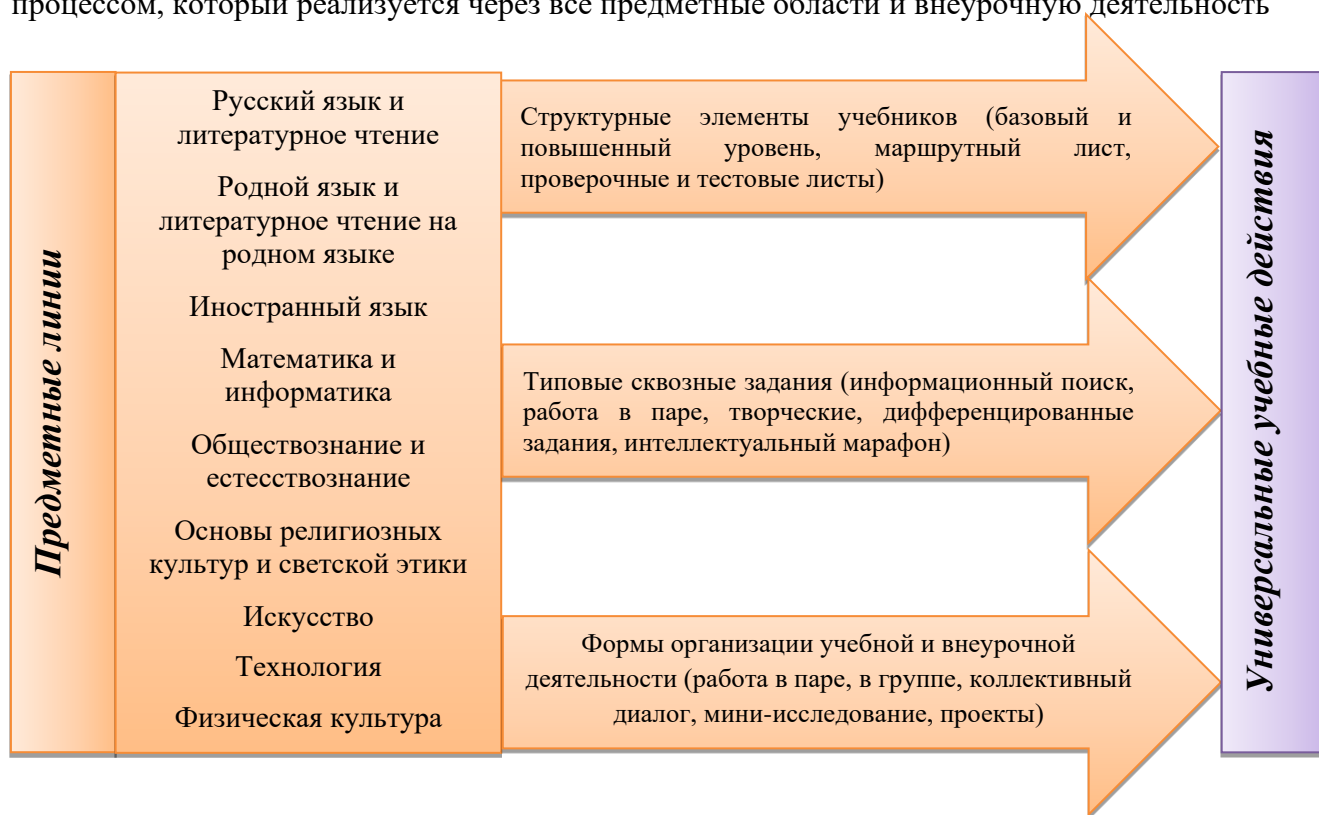 процессом, который реализуется через все предметные области и внеурочную деятельность
Предметные линии
Русский язык и
литературное чтение
Родной язык и
литературное чтение на
родном языке
Иностранный язык
Математика и
информатика
Обществознание и
естесствознание
Основы религиозных
культур и светской этики
Искусство
Технология
Физическая культура
Структурные элементы учебников (базовый и
повышенный уровень, маршрутный лист,
проверочные и тестовые листы)
Типовые сквозные задания (информационный поиск,
работа в паре, творческие, дифференцированные
задания, интеллектуальный марафон)
Формы организации учебной и внеурочной
деятельности (работа в паре, в группе, коллективный
диалог, мини-исследование, проекты)
Универсальные учебные действия